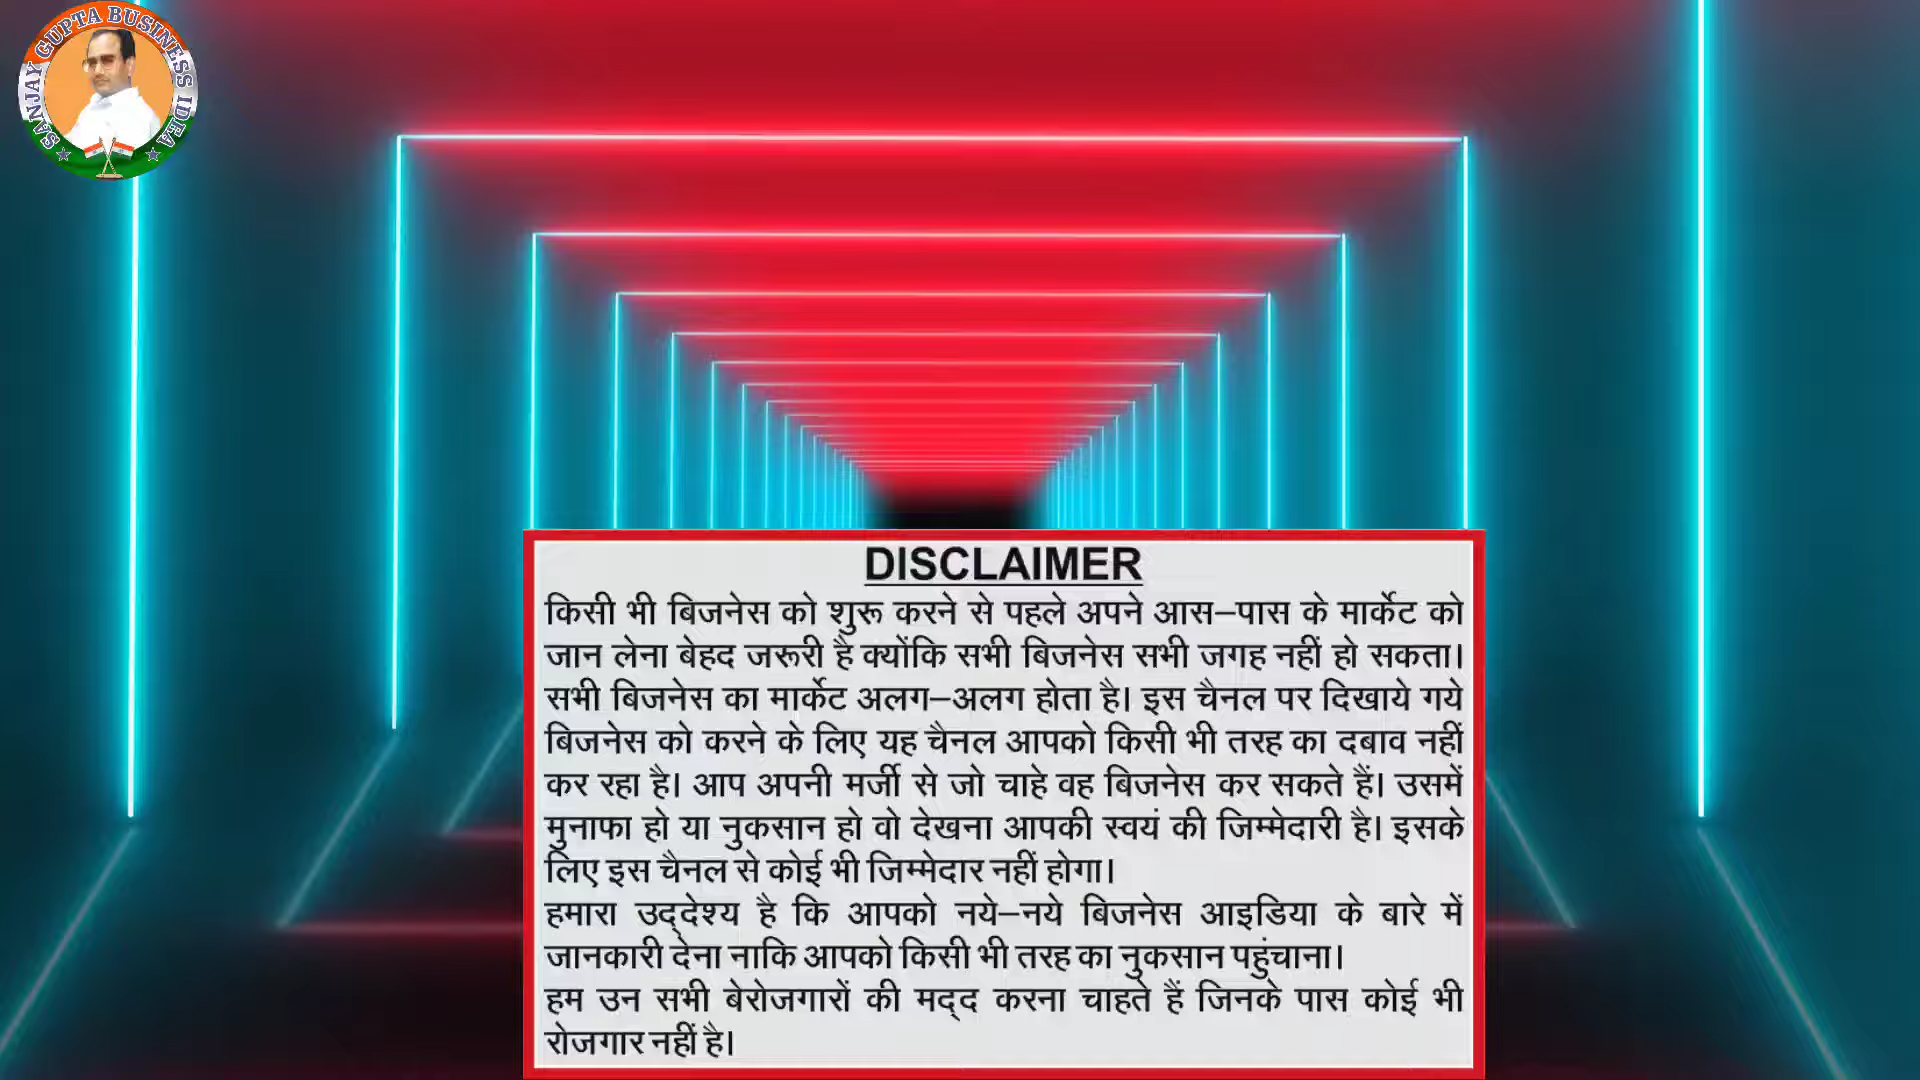 SANJAY GUPTA BUSINESS IDEA
DISCLAIMER
किसी भी बिजनेस को शुरू करने से पहले अपने आस–पास के मार्केट को
जान लेना बेहद जरूरी है क्योंकि सभी बिजनेस सभी जगह नहीं हो सकता।
सभी बिजनेस का मार्केट अलग–अलग होता है। इस चैनल पर दिखाये गये
बिजनेस को करने के लिए यह चैनल आपको किसी भी तरह का दबाव नहीं
कर रहा है। आप अपनी मर्जी से जो चाहे वह बिजनेस कर सकते हैं। उसमें
मुनाफा हो या नुकसान हो वो देखना आपकी स्वयं की जिम्मेदारी है। इसके
लिए इस चैनल से कोई भी जिम्मेदार नहीं होगा।
हमारा उद्देश्य है कि आपको नये–नये बिजनेस आइडिया के बारे में
जानकारी देना नाकि आपको किसी भी तरह का नुकसान पहुंचाना।
हम उन सभी बेरोजगारों की मद्द करना चाहते हैं जिनके पास कोई भी
रोजगार नहीं है।